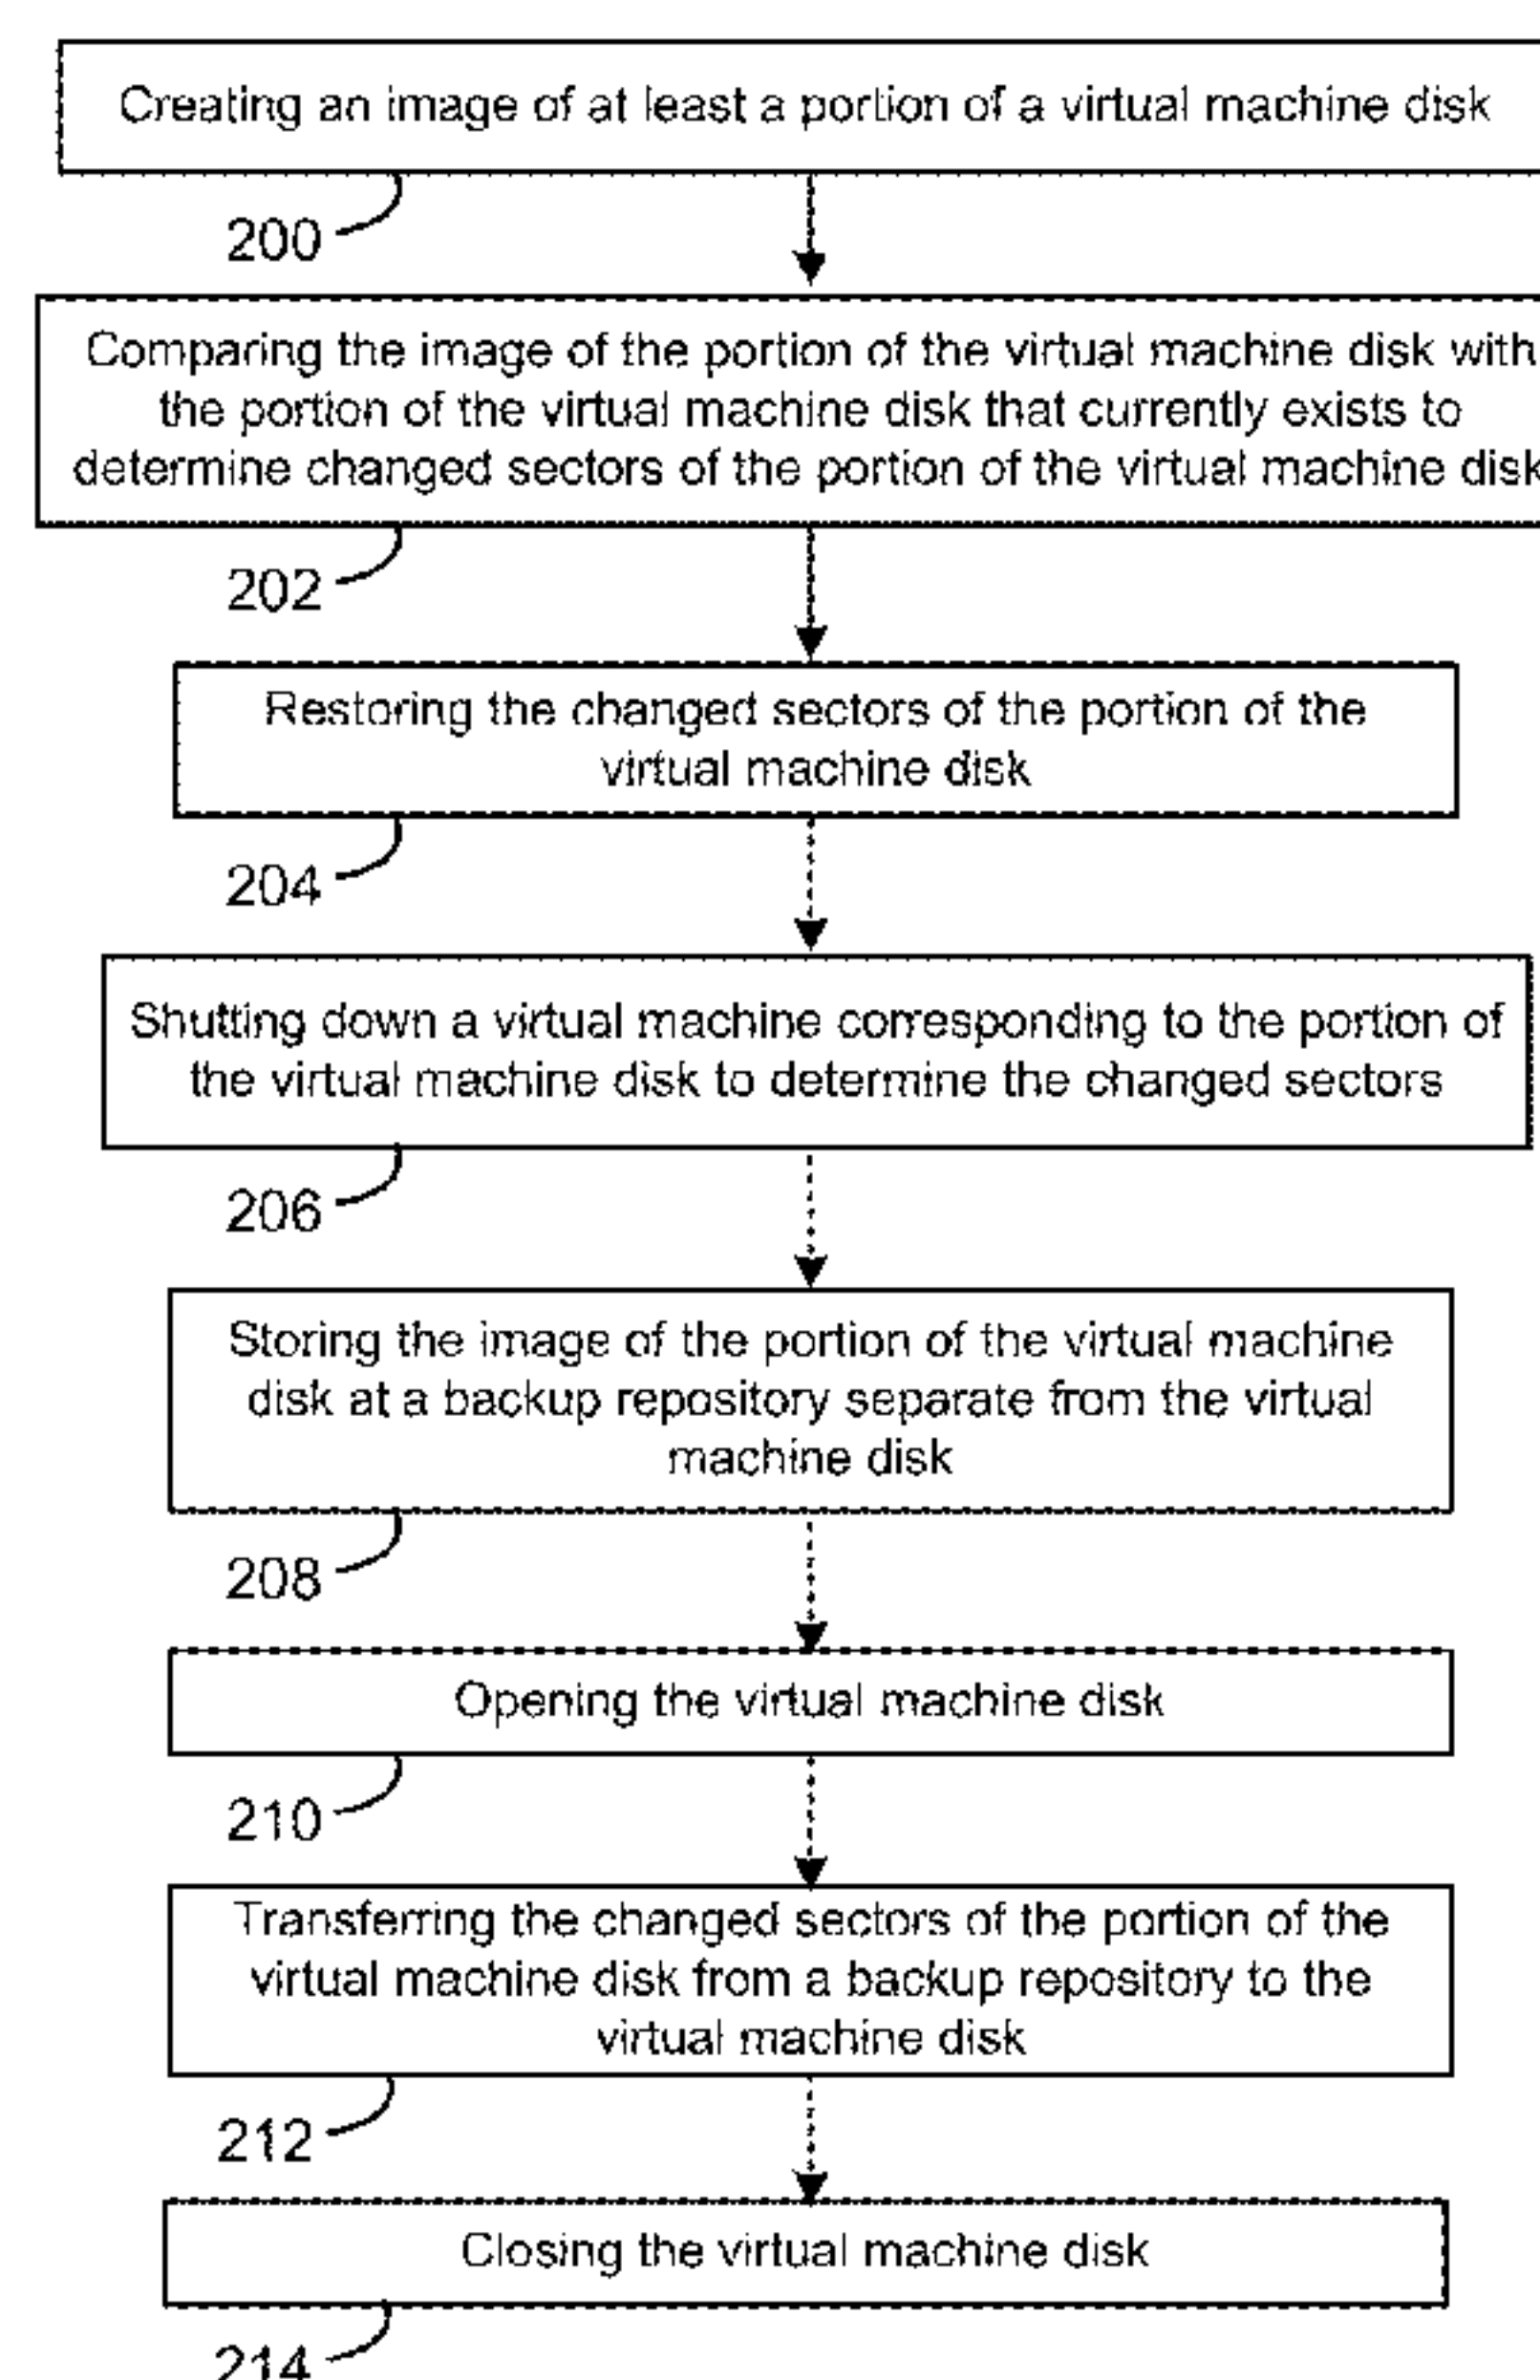 Creating an image of at least a portion of a virtual machine disk
200
Comparing the image of the portion of the virtual machine disk with
the portion of the virtual machine disk that currently exists to
determine changed sectors of the portion of the virtual machine disk
202
Restoring the changed sectors of the portion of the
virtual machine disk
204
Shutting down a virtual machine corresponding to the portion of
the virtual machine disk to determine the changed sectors
206
Storing the image of the portion of the virtual machine
disk at a backup repository separate from the virtual
machine disk
208
Opening the virtual machine disk
210
Transferring the changed sectors of the portion of the
virtual machine disk from a backup repository to the
virtual machine disk
212
Closing the virtual machine disk
214